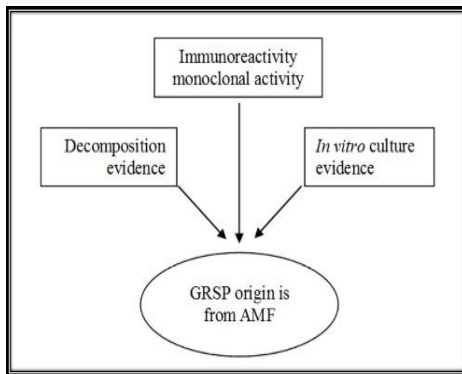 Immunoreactivity
monoclonal activity
Decomposition
evidence
In vitro culture
evidence
GRSP origin is
from AMF